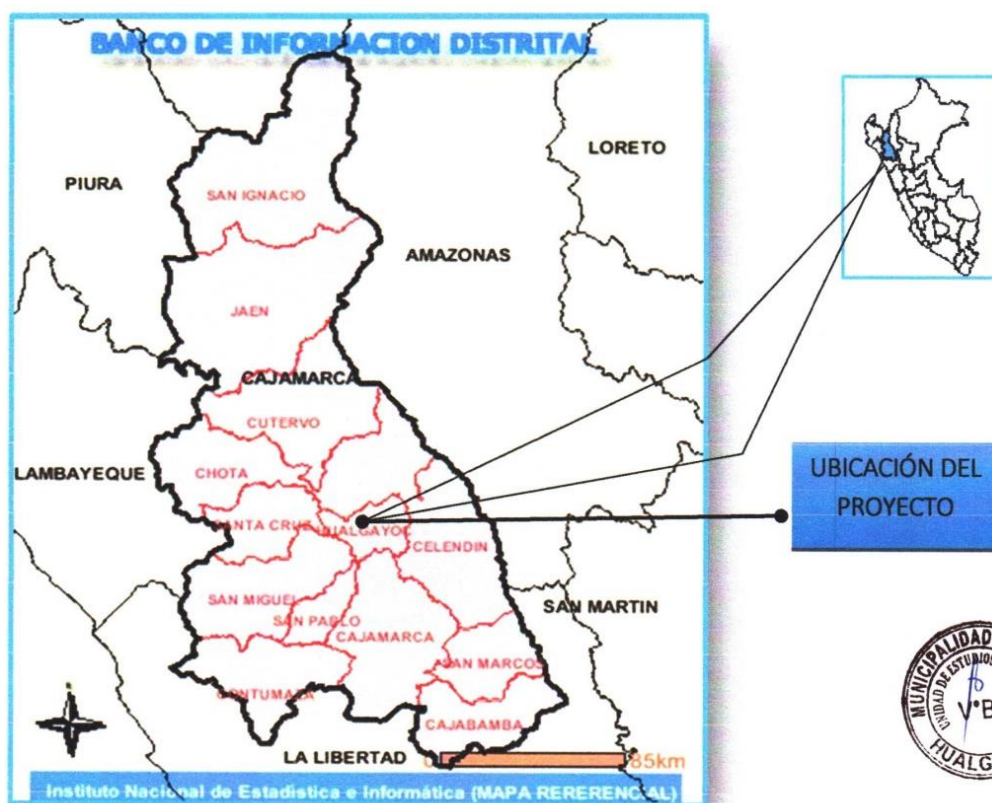 BANCO DE INFORMACION DISTRITAL
LORETO
PIURA
SAN IGNACIO
AMAZONAS
JAEN
CAJAMARCA
CUTERVO
LAMBAYEQUE
CHOTA
UBICACIÓN DEL
PROYECTO
SANTA CRUZ
HUALGAYOC
CELENDIN
SAN MIGUEL
SAN MARTIN
SAN PABLO
CAJAMARCA
SAN MARCOS
CONTUMAZA
CAJABAMBA
LA LIBERTAD
0 85km
Instituto Nacional de Estadistica e Informática (MAPA RERERENCIAL)
MUNICIPALIDAD
UNIDAD DE ESTUDIOS
V°B
HUALG